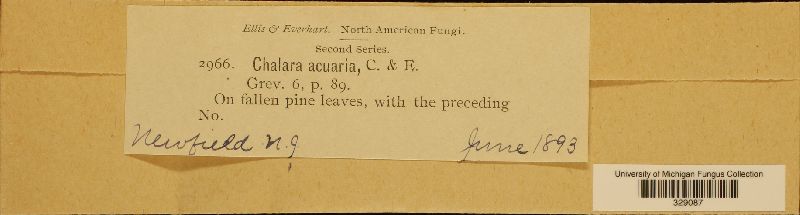 Ellis & Everhart. North American Fungi.
Second Series.
2966. Chalara acuaria, C. & E.
Grev. 6, p. 89.
On fallen pine leaves, with the preceding
No.
Newfield N.J June 1893
University of Michigan Fungus Collection
329087